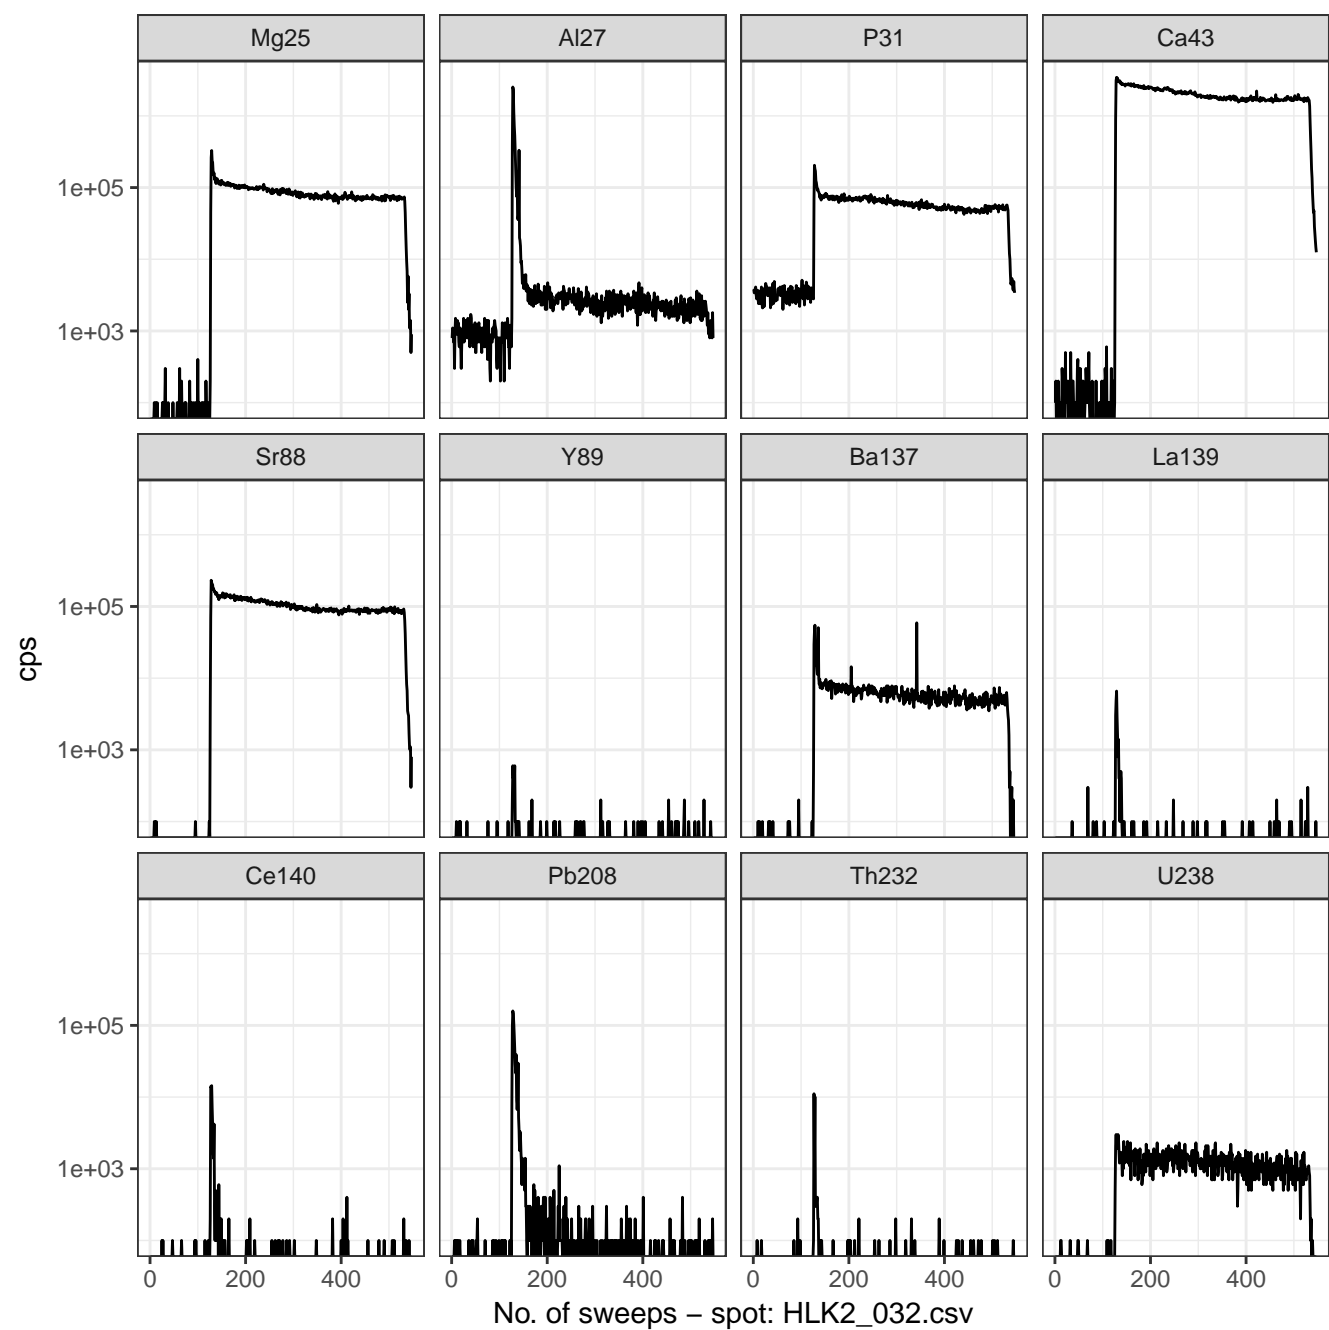 Mg25 Al27 P31 Ca43
1e+05
1e+03
Sr88 Y89 Ba137 La139
1e+05
1e+03
Ce140 Pb208 Th232 U238
1e+05
1e+03
0 200 400 0 200 400 0 200 400 0 200 400
cps
No. of sweeps − spot: HLK2_032.csv